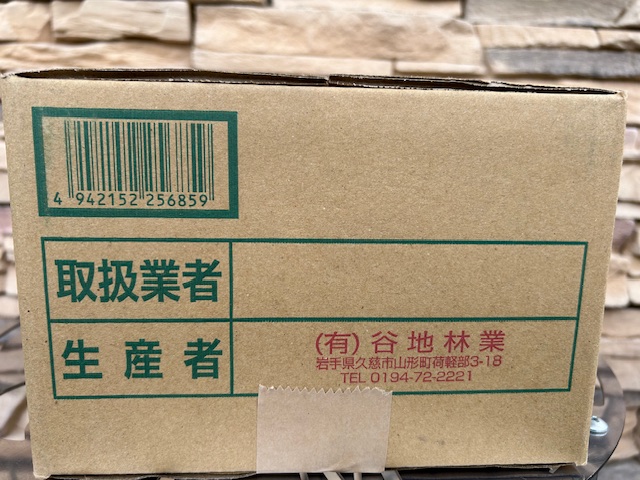 4 942152 256859
取扱業者
生産者
(有) 谷地林業
岩手県久慈市山形町荷軽部3-18
TEL 0194-72-2221